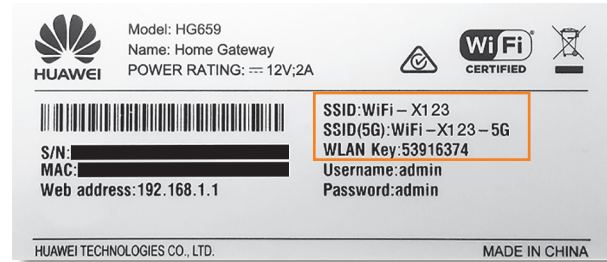 HUAWEI
Model: HG659
Name: Home Gateway
POWER RATING: ⎓ 12V;2A
Wi Fi
CERTIFIED
SSID:WiFi – X123
SSID(5G):WiFi –X123–5G
WLAN Key:53916374
S/N:
MAC:
Web address:192.168.1.1
Username:admin
Password:admin
HUAWEI TECHNOLOGIES CO., LTD.
MADE IN CHINA